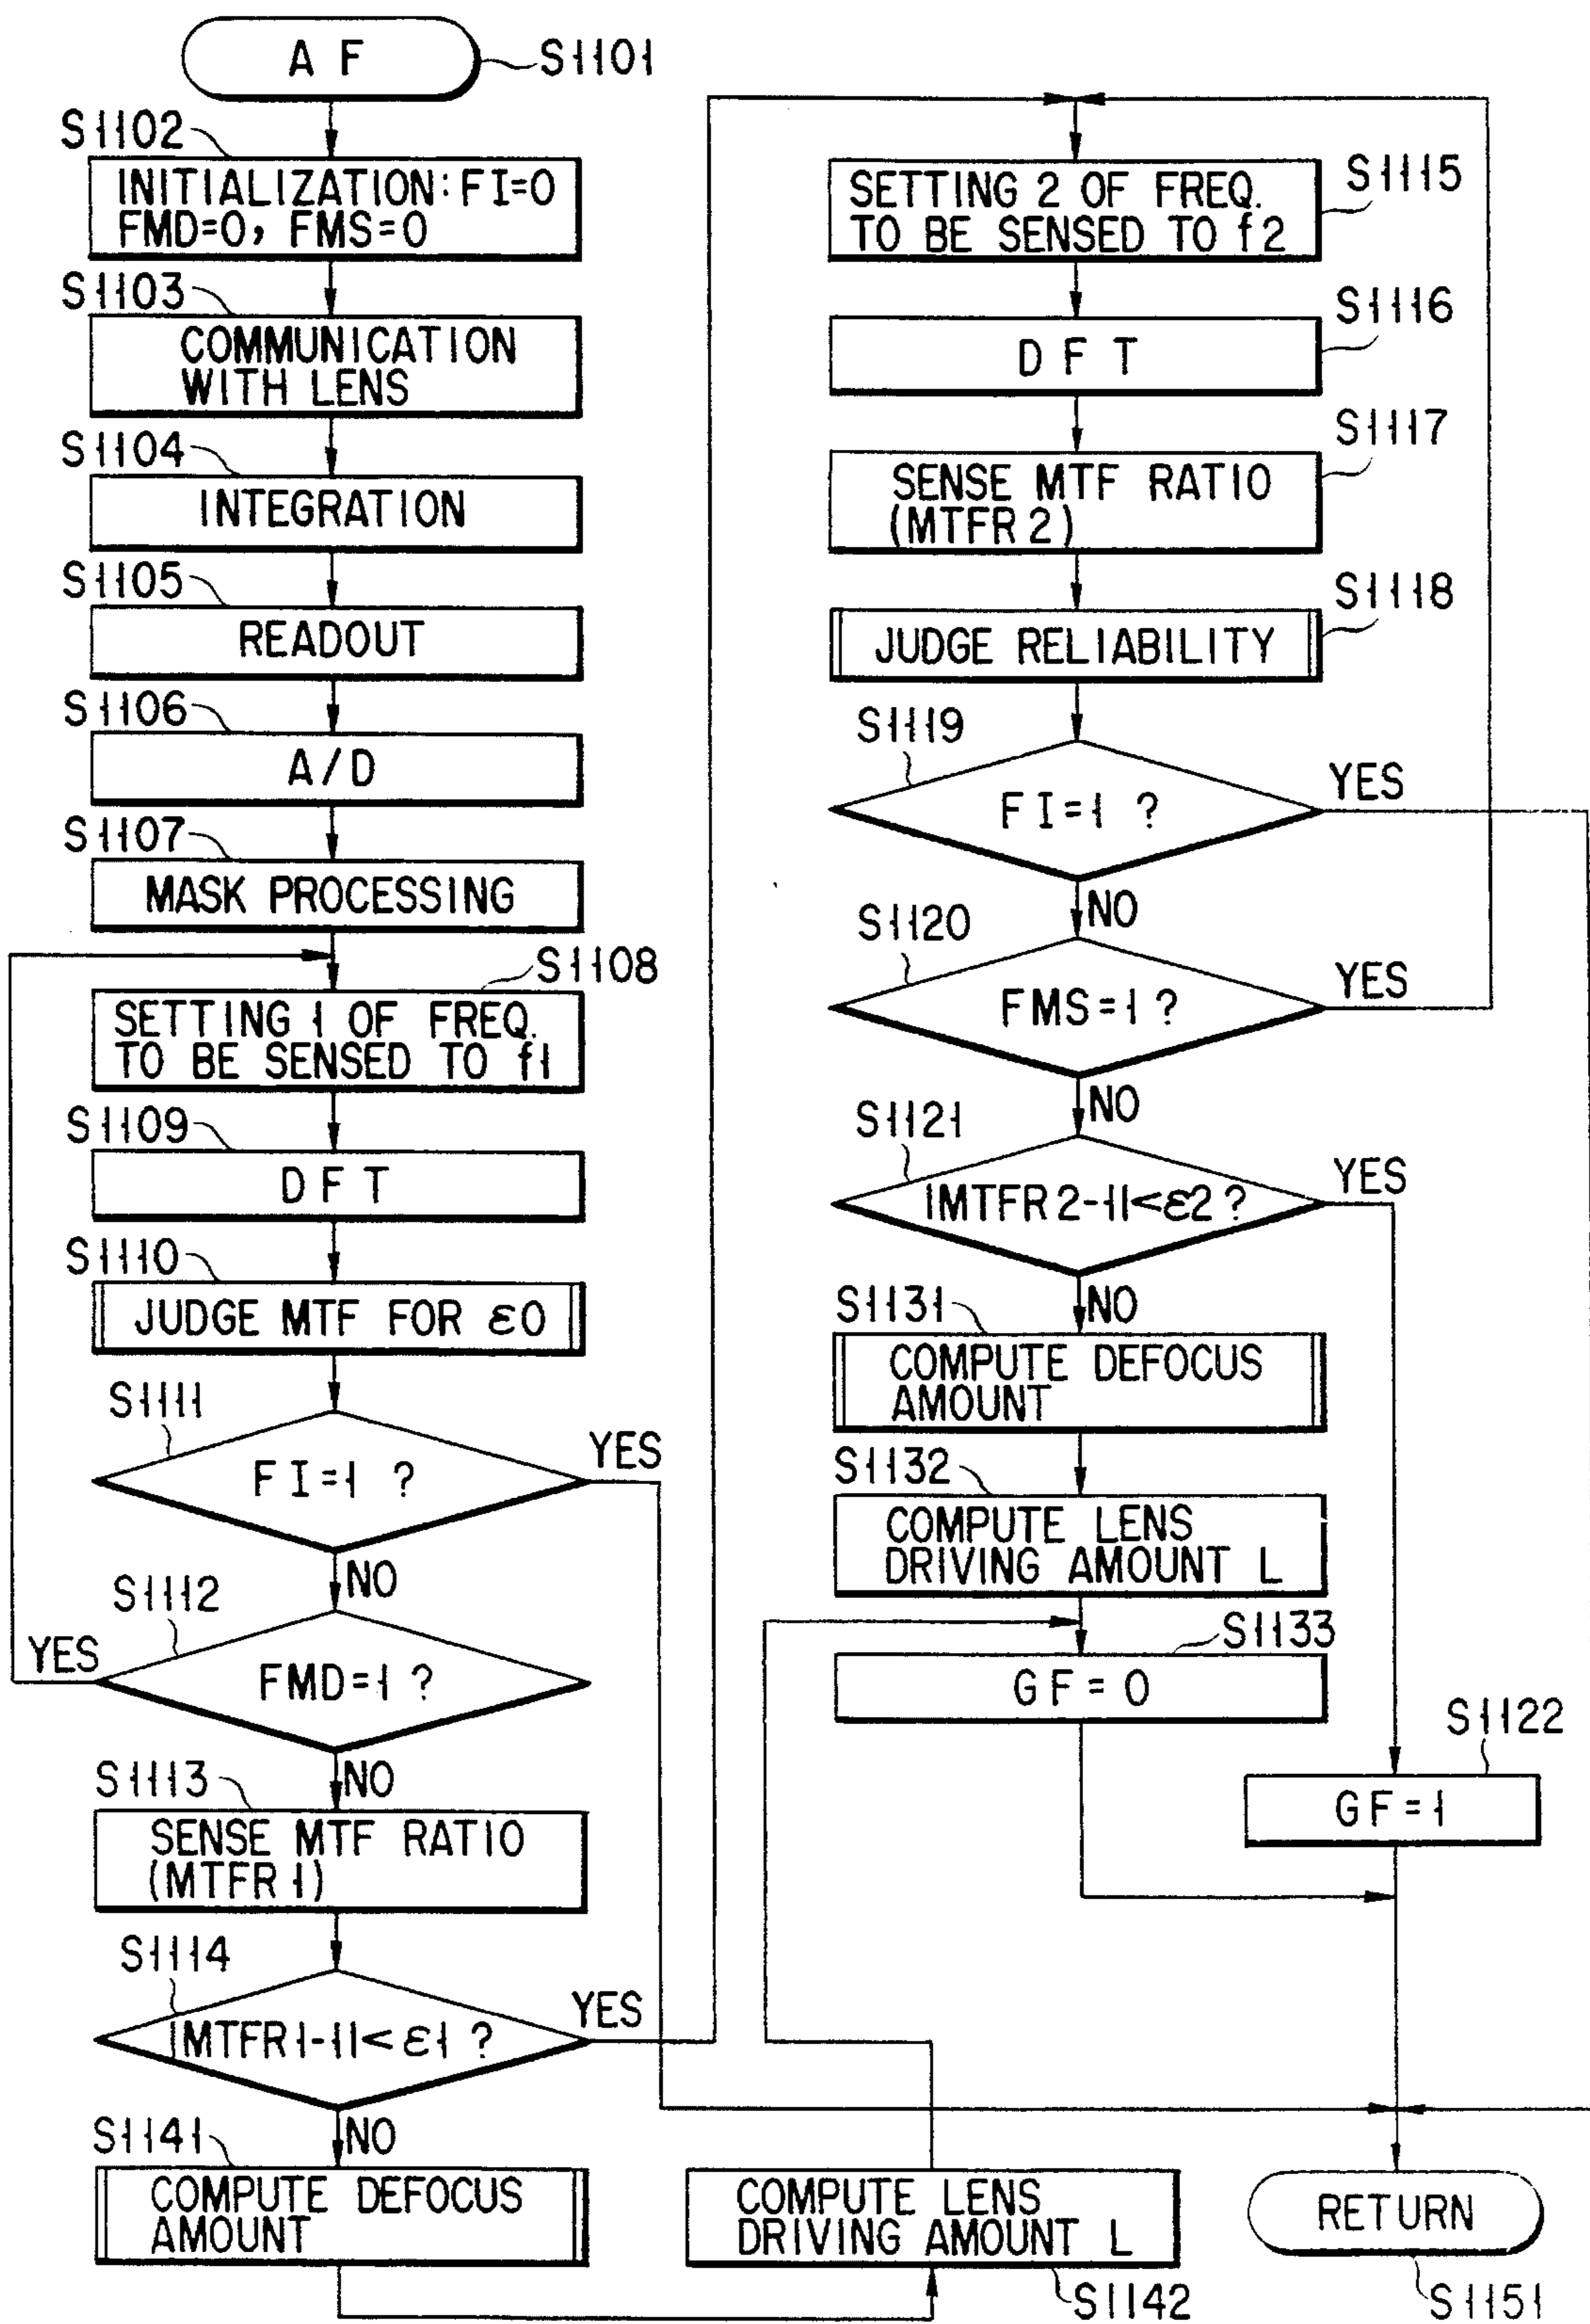 A F
S1101
S1102
INITIALIZATION: FI=0
FMD=0, FMS=0
S1103
COMMUNICATION
WITH LENS
S1104
INTEGRATION
S1105
READOUT
S1106
A/D
S1107
MASK PROCESSING
S1108
SETTING 1 OF FREQ.
TO BE SENSED TO f1
S1109
D F T
S1110
JUDGE MTF FOR ε0
S1111
FI=1 ?
YES
NO
S1112
FMD=1 ?
YES
NO
S1113
SENSE MTF RATIO
(MTFR 1)
S1114
|MTFR1-1|<ε1 ?
YES
NO
S1141
COMPUTE DEFOCUS
AMOUNT
COMPUTE LENS
DRIVING AMOUNT L
S1142
S1115
SETTING 2 OF FREQ.
TO BE SENSED TO f2
S1116
D F T
S1117
SENSE MTF RATIO
(MTFR 2)
S1118
JUDGE RELIABILITY
S1119
FI=1 ?
YES
NO
S1120
FMS=1 ?
YES
NO
S1121
|MTFR2-1|<ε2 ?
YES
NO
S1131
COMPUTE DEFOCUS
AMOUNT
S1132
COMPUTE LENS
DRIVING AMOUNT L
S1133
GF=0
S1122
GF=1
RETURN
S1151